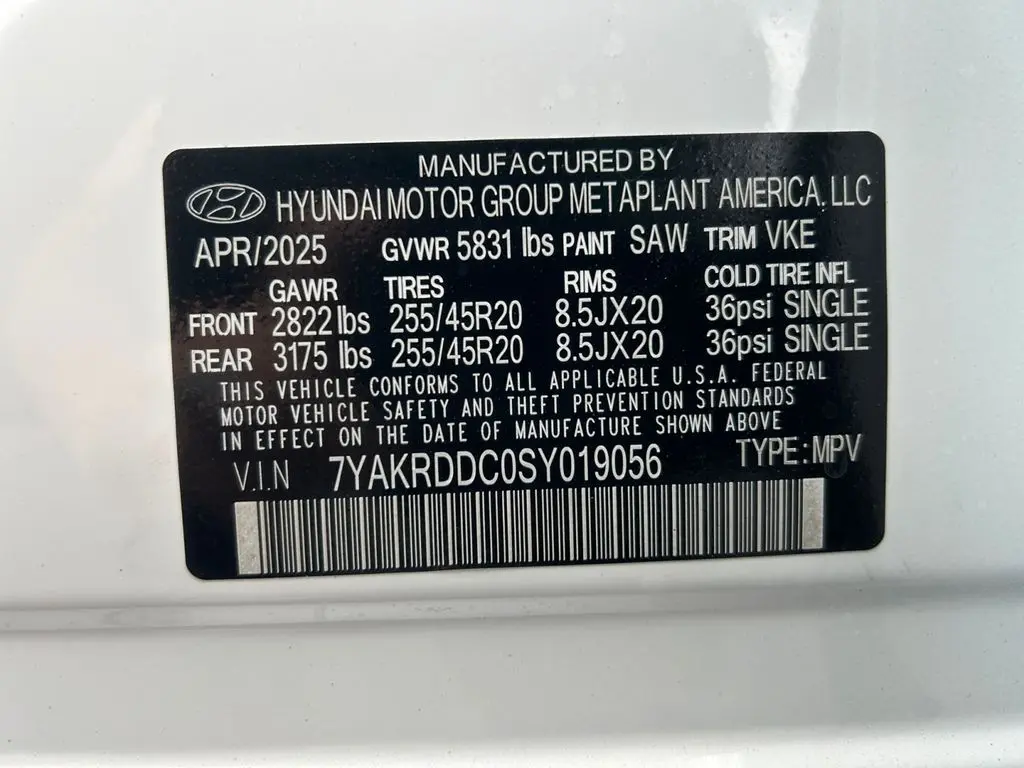 MANUFACTURED BY
HYUNDAI MOTOR GROUP METAPLANT AMERICA. LLC
APR/2025 GVWR 5831 lbs PAINT SAW TRIM VKE
GAWR TIRES RIMS COLD TIRE INFL
FRONT 2822 lbs 255/45R20 8.5JX20 36psi SINGLE
REAR 3175 lbs 255/45R20 8.5JX20 36psi SINGLE
THIS VEHICLE CONFORMS TO ALL APPLICABLE U.S.A. FEDERAL
MOTOR VEHICLE SAFETY AND THEFT PREVENTION STANDARDS
IN EFFECT ON THE DATE OF MANUFACTURE SHOWN ABOVE
V.I.N 7YAKRDDC0SY019056 TYPE: MPV